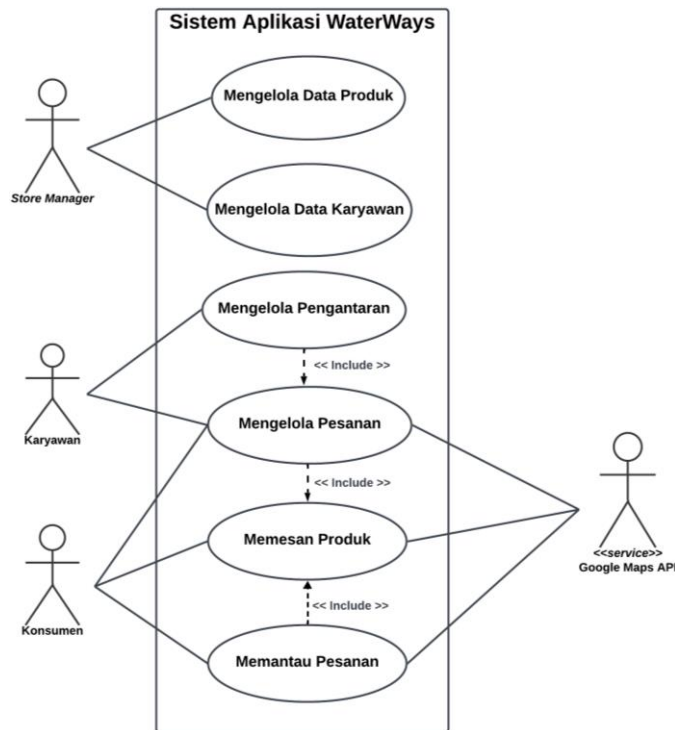 Sistem Aplikasi WaterWays
Mengelola Data Produk
Store Manager
Mengelola Data Karyawan
Mengelola Pengantaran
<< Include >>
Karyawan
Mengelola Pesanan
<< Include >>
Memesan Produk
<<service>>
Google Maps API
<< Include >>
Konsumen
Memantau Pesanan